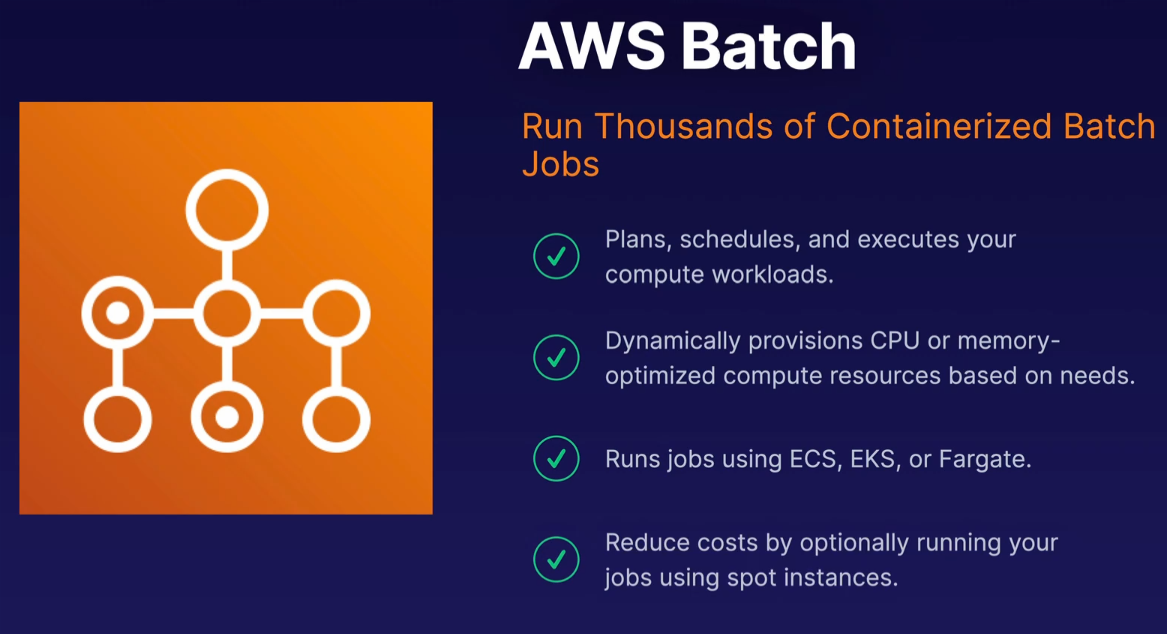 AWS Batch
Run Thousands of Containerized Batch
Jobs
Plans, schedules, and executes your
compute workloads.
Dynamically provisions CPU or memory-
optimized compute resources based on needs.
Runs jobs using ECS, EKS, or Fargate.
Reduce costs by optionally running your
jobs using spot instances.